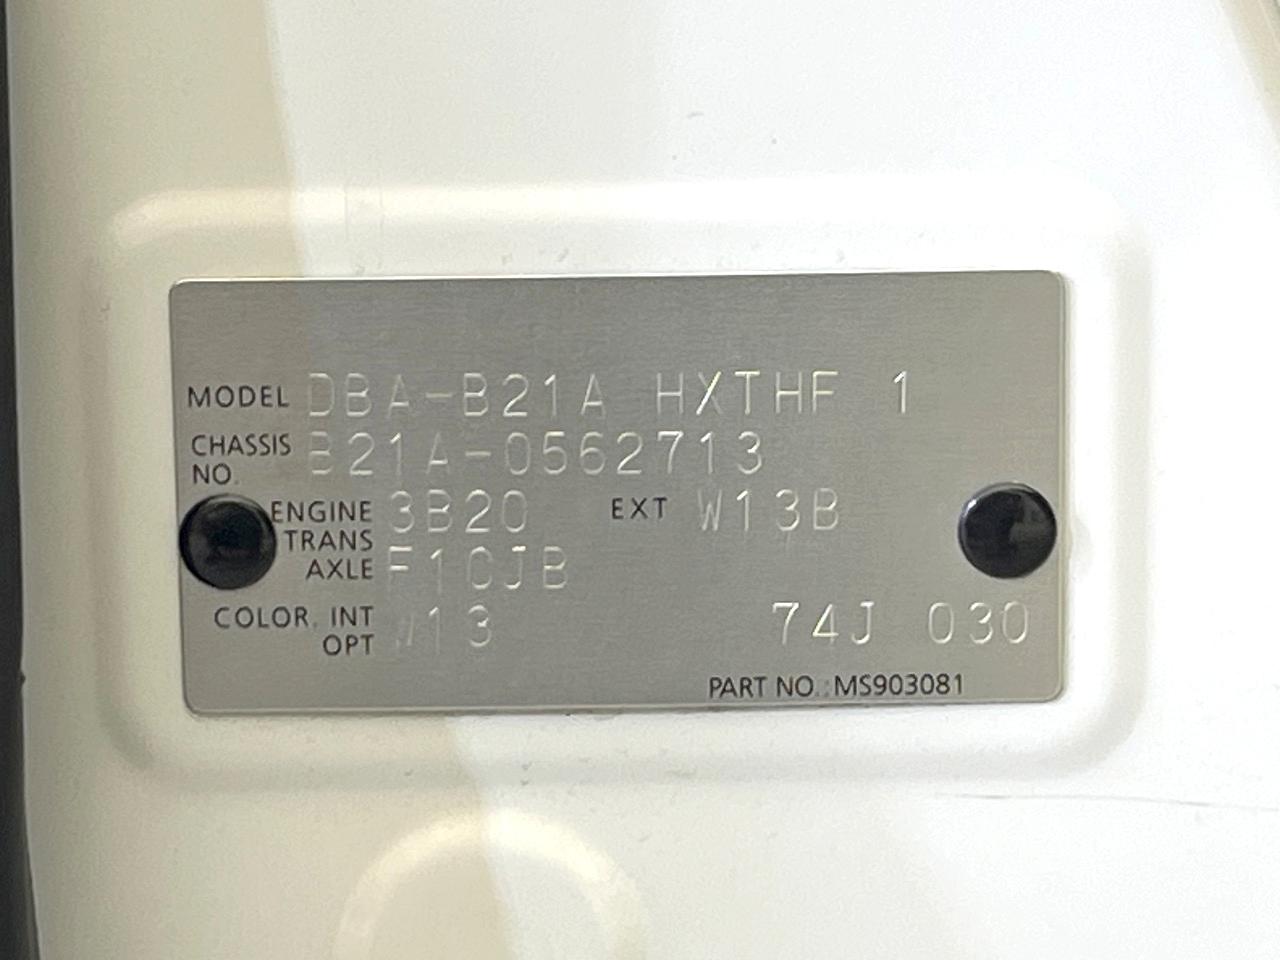 MODEL DBA-B21A HXTHF 1
CHASSIS NO. B21A-0562713
ENGINE 3B20 EXT W13B
TRANS AXLE F1CJB
COLOR, INT OPT W13 74J 030
PART NO.: MS903081